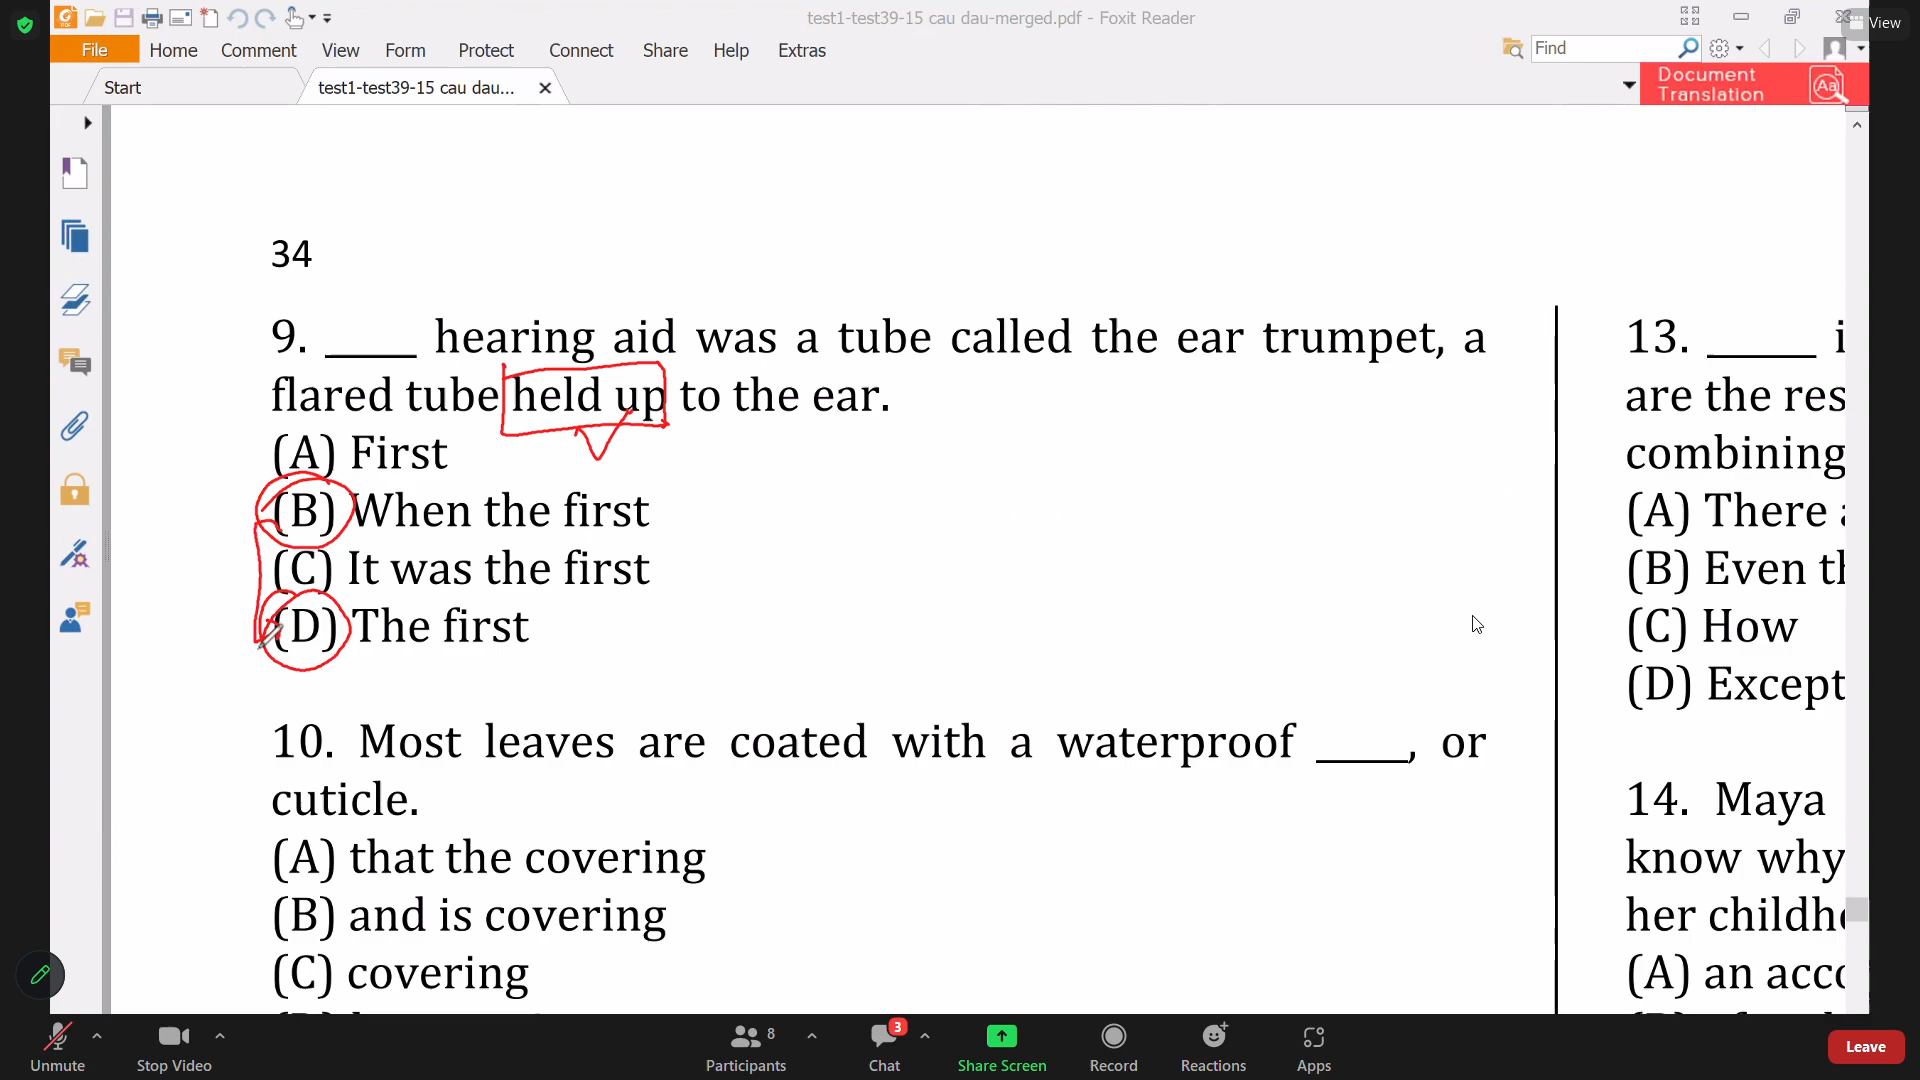 test1-test39-15 cau dau-merged.pdf - Foxit Reader
View
File Home Comment View Form Protect Connect Share Help Extras
Find
Start
test1-test39-15 cau dau...
Document
Translation
34
9. ____ hearing aid was a tube called the ear trumpet, a
flared tube held up to the ear.
(A) First
(B) When the first
(C) It was the first
(D) The first
10. Most leaves are coated with a waterproof ____, or
cuticle.
(A) that the covering
(B) and is covering
(C) covering
13. _____ i
are the res
combining
(A) There
(B) Even th
(C) How
(D) Except
14. Maya
know why
her childh
(A) an acco
Unmute
Stop Video
8
Participants
3
Chat
Share Screen
Record
Reactions
Apps
Leave